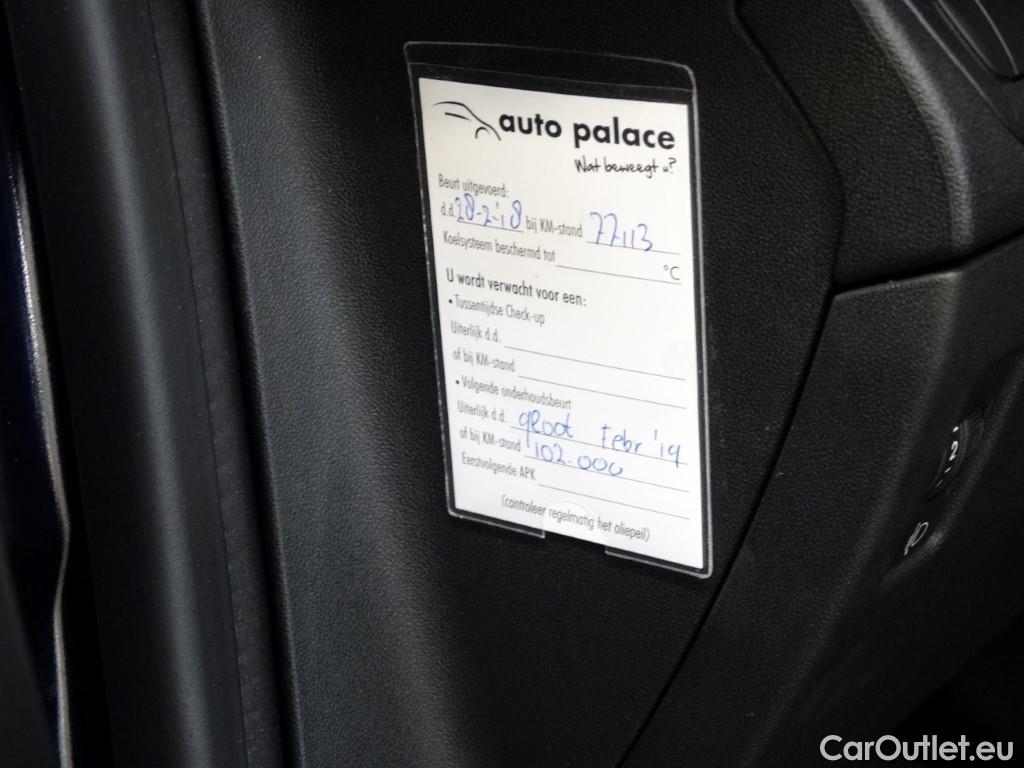 auto palace
Wat beweegt u?
Beurt uitgevoerd:
d.d. 28-2-'18 bij KM-stand 77113
Koelsysteem beschermd tot °C
U wordt verwacht voor een:
• Tussentijdse Check-up
Uiterlijk d.d.
of bij KM-stand
• Volgende onderhoudsbeurt
Uiterlijk d.d. gRoot Febr '19
of bij KM-stand 102.000
Eerstvolgende APK
(controleer regelmatig het oliepeil)
CarOutlet.eu